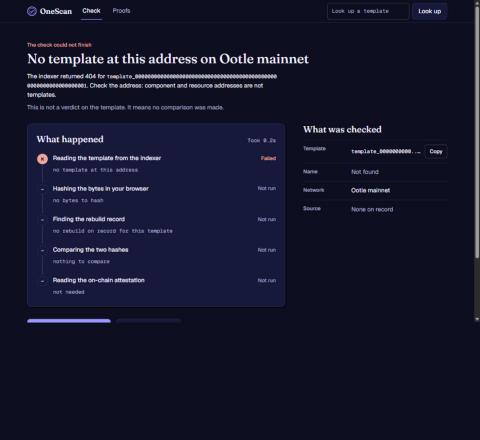 OneScan
Check
Proofs
Look up a template
Look up
The check could not finish
No template at this address on Ootle mainnet
The indexer returned 404 for
Check the address: component and resource addresses are not
templates.
This is not a verdict on the template. It means no comparison was made.
What happened
Took 0.2s
Reading the template from the indexer
Failed
no template at this address
Hashing the bytes in your browser
Not run
no bytes to hash
Finding the rebuild record
Not run
no rebuild on record for this template
Comparing the two hashes
Not run
nothing to compare
Reading the on-chain attestation
Not run
not needed
What was checked
Template
template_0000000000...…
Copy
Name
Not found
Network
Ootle mainnet
Source
None on record